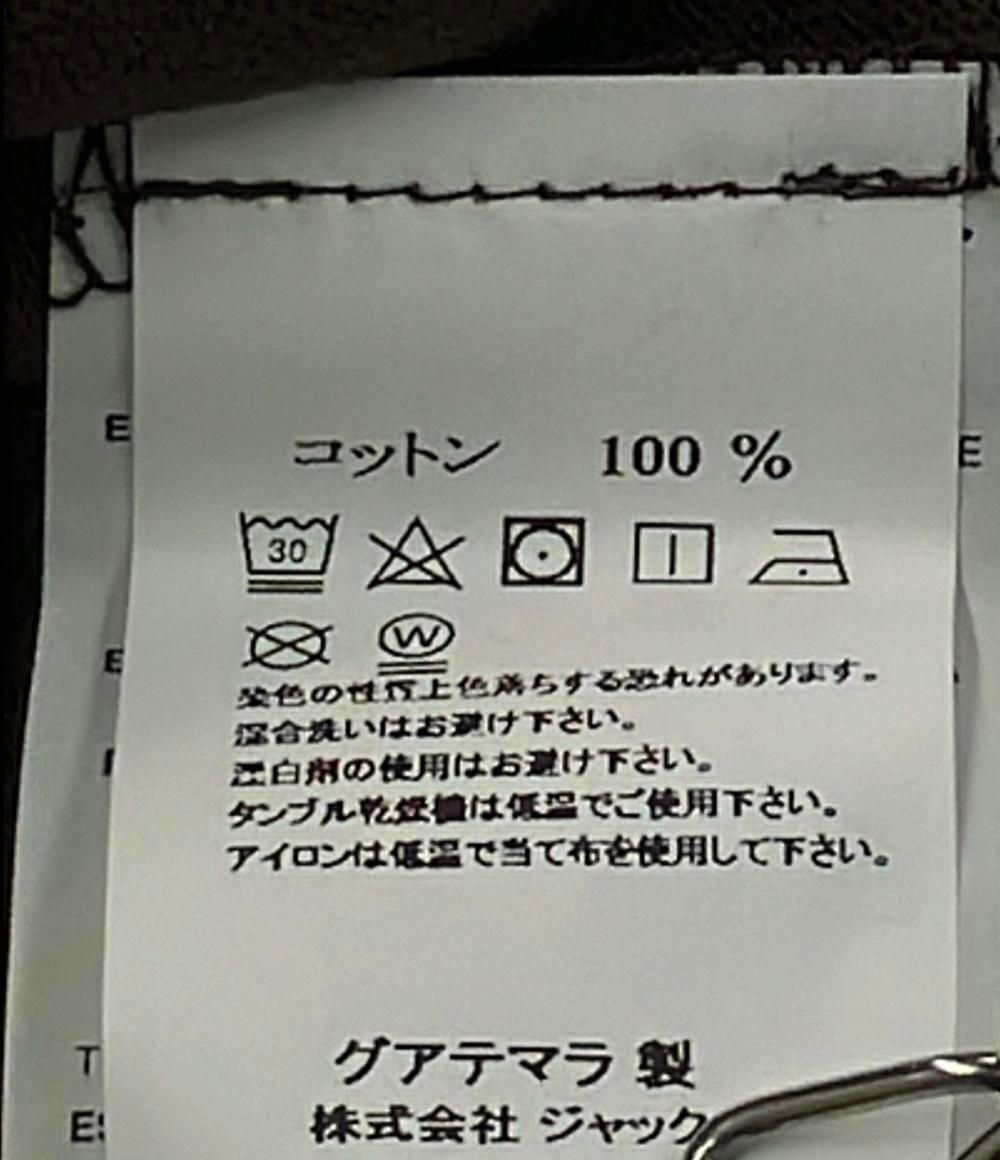 コットン 100 %
30
W
染色の性質上色落ちする恐れがあります。
混合洗いはお避け下さい。
漂白剤の使用はお避け下さい。
タンブル乾燥機は低温でご使用下さい。
アイロンは低温で当て布を使用して下さい。
グアテマラ 製
株式会社 ジャック
E
E
T
ES
E